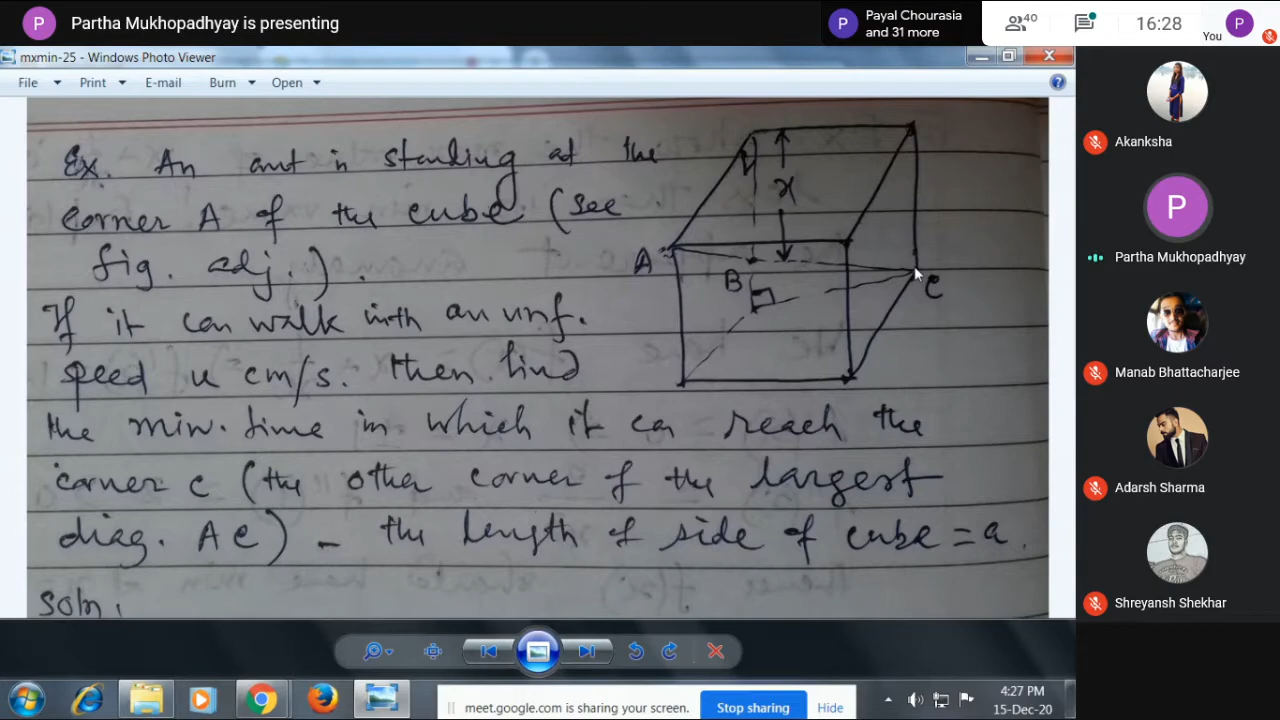 Partha Mukhopadhyay is presenting
Payal Chourasia
and 31 more
40
16:28
You
mxmin-25 - Windows Photo Viewer
File Print E-mail Burn Open
Ex. An ant is standing at the
corner A of the cube (see
fig. adj.).
If it can walk with an unf.
speed u cm/s. then find
the min. time in which it can reach the
corner C (the other corner of the largest
diag. AC) - the length of side of cube = a.
Soln.
x
A
B
C
Akanksha
Partha Mukhopadhyay
Manab Bhattacharjee
Adarsh Sharma
Shreyansh Shekhar
meet.google.com is sharing your screen. Stop sharing Hide
4:27 PM
15-Dec-20